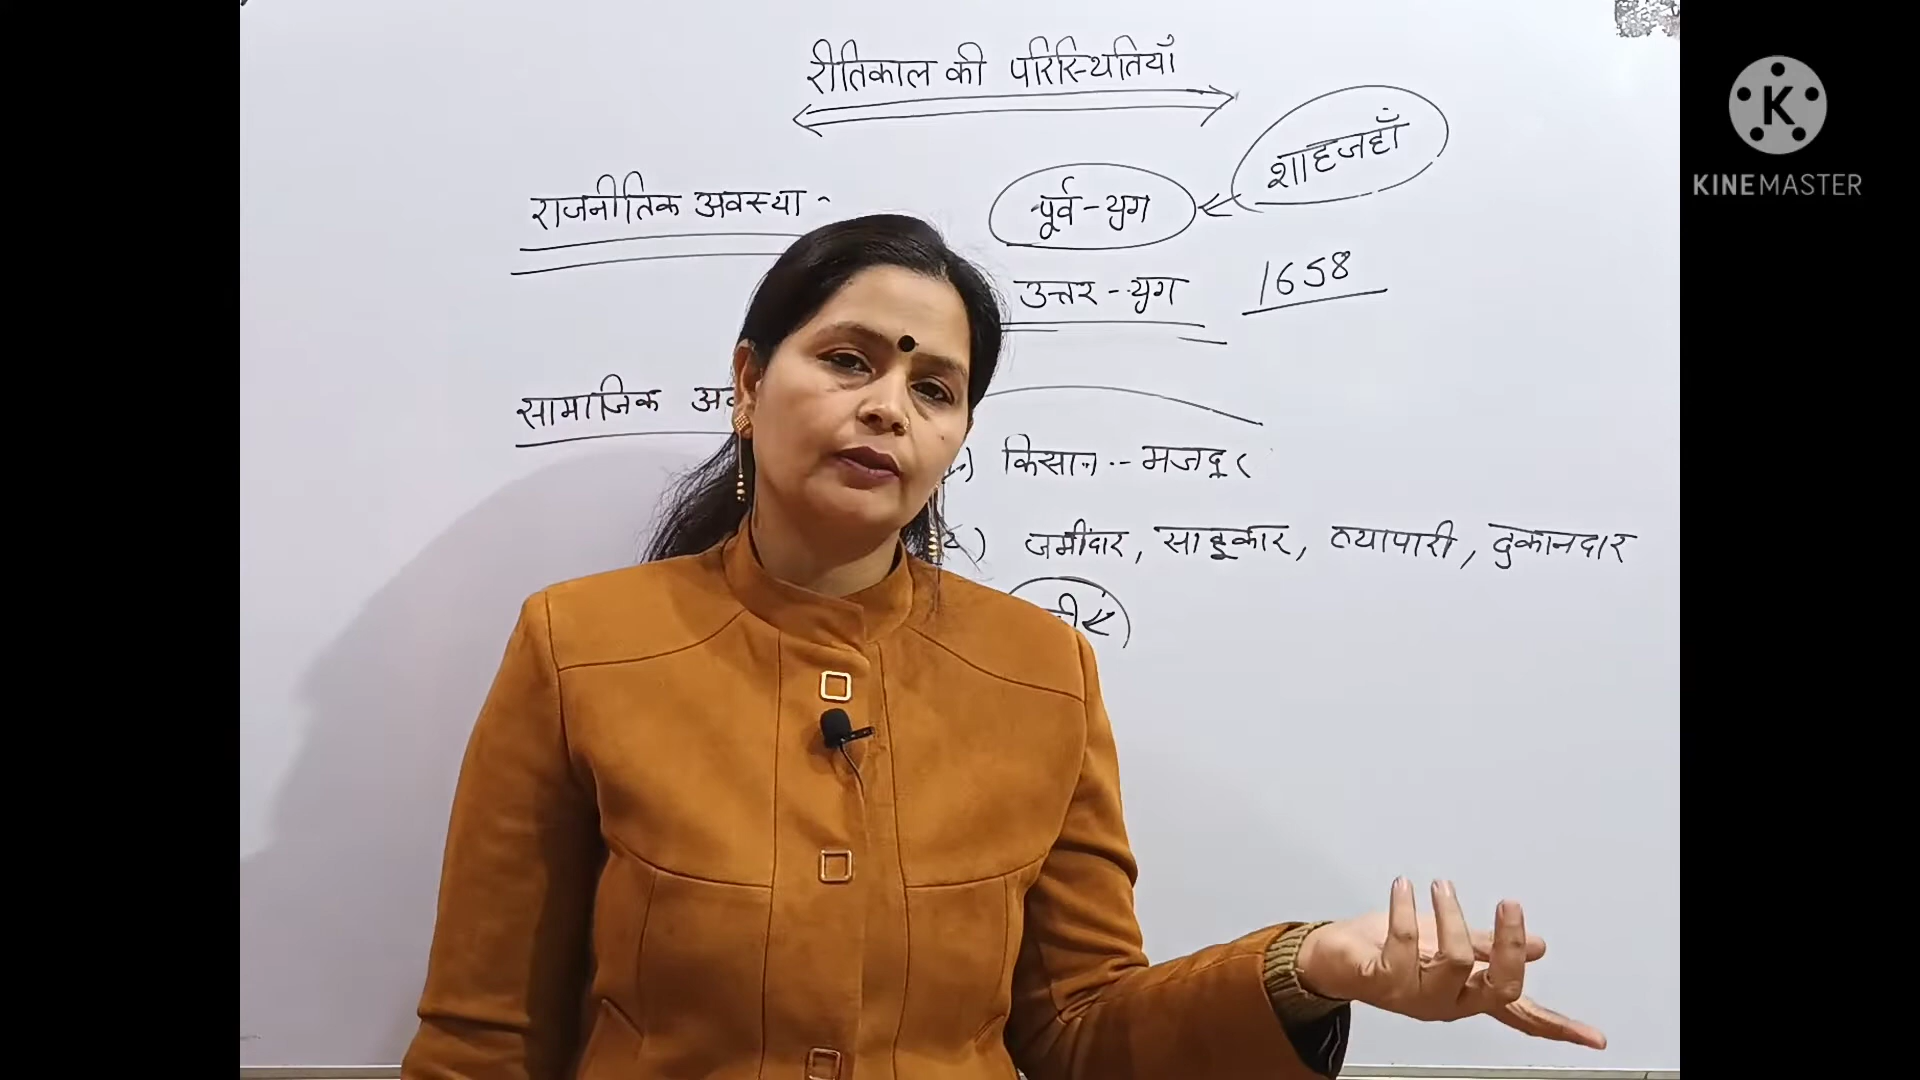 रीतिकाल की परिस्थितियाँ
शाहजहाँ
राजनीतिक अवस्था -
पूर्व - युग
उत्तर - युग 1658
सामाजिक
किसान - मजदूर
) जमींदार, साहूकार, व्यापारी, दुकानदार
K
KINEMASTER